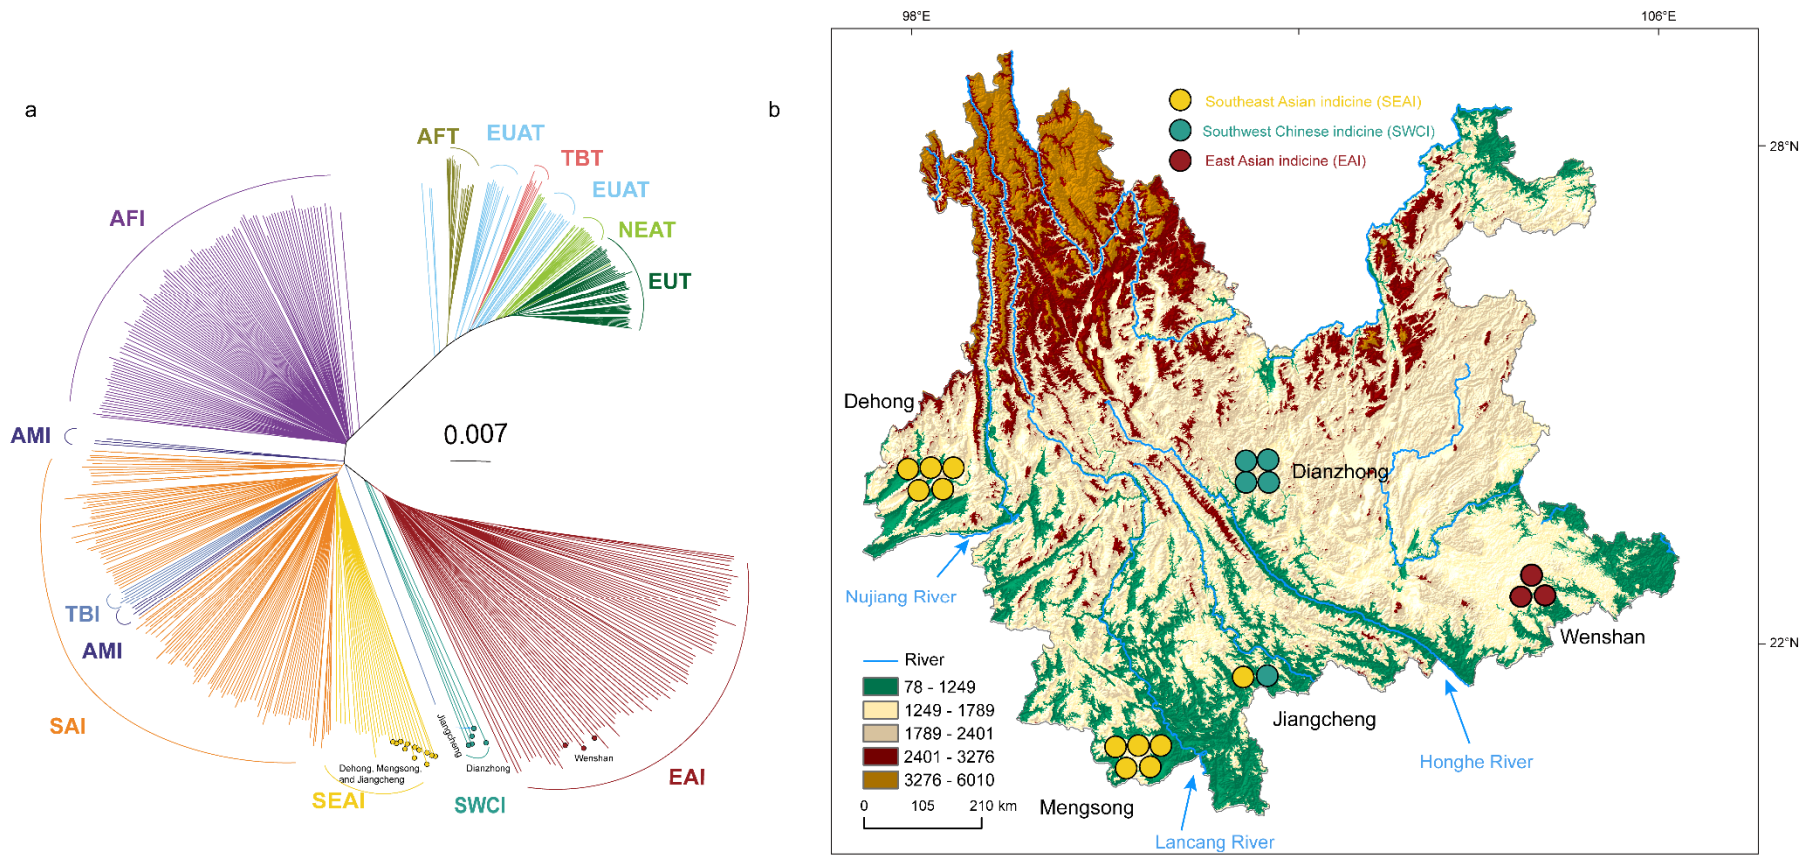 a
AFT
EUAT
TBT
EUAT
NEAT
EUT
AFI
AMI
0.007
TBI
AMI
SAI
Dehong, Mengsong,
and Jiangcheng
SEAI
Jiangcheng
Dianzhong
SWCI
Wenshan
EAI
b
98°E
106°E
28°N
22°N
Southeast Asian indicine (SEAI)
Southwest Chinese indicine (SWCI)
East Asian indicine (EAI)
Dehong
Dianzhong
Nujiang River
Wenshan
Jiangcheng
Honghe River
Mengsong
Lancang River
River
78 - 1249
1249 - 1789
1789 - 2401
2401 - 3276
3276 - 6010
0 105 210 km